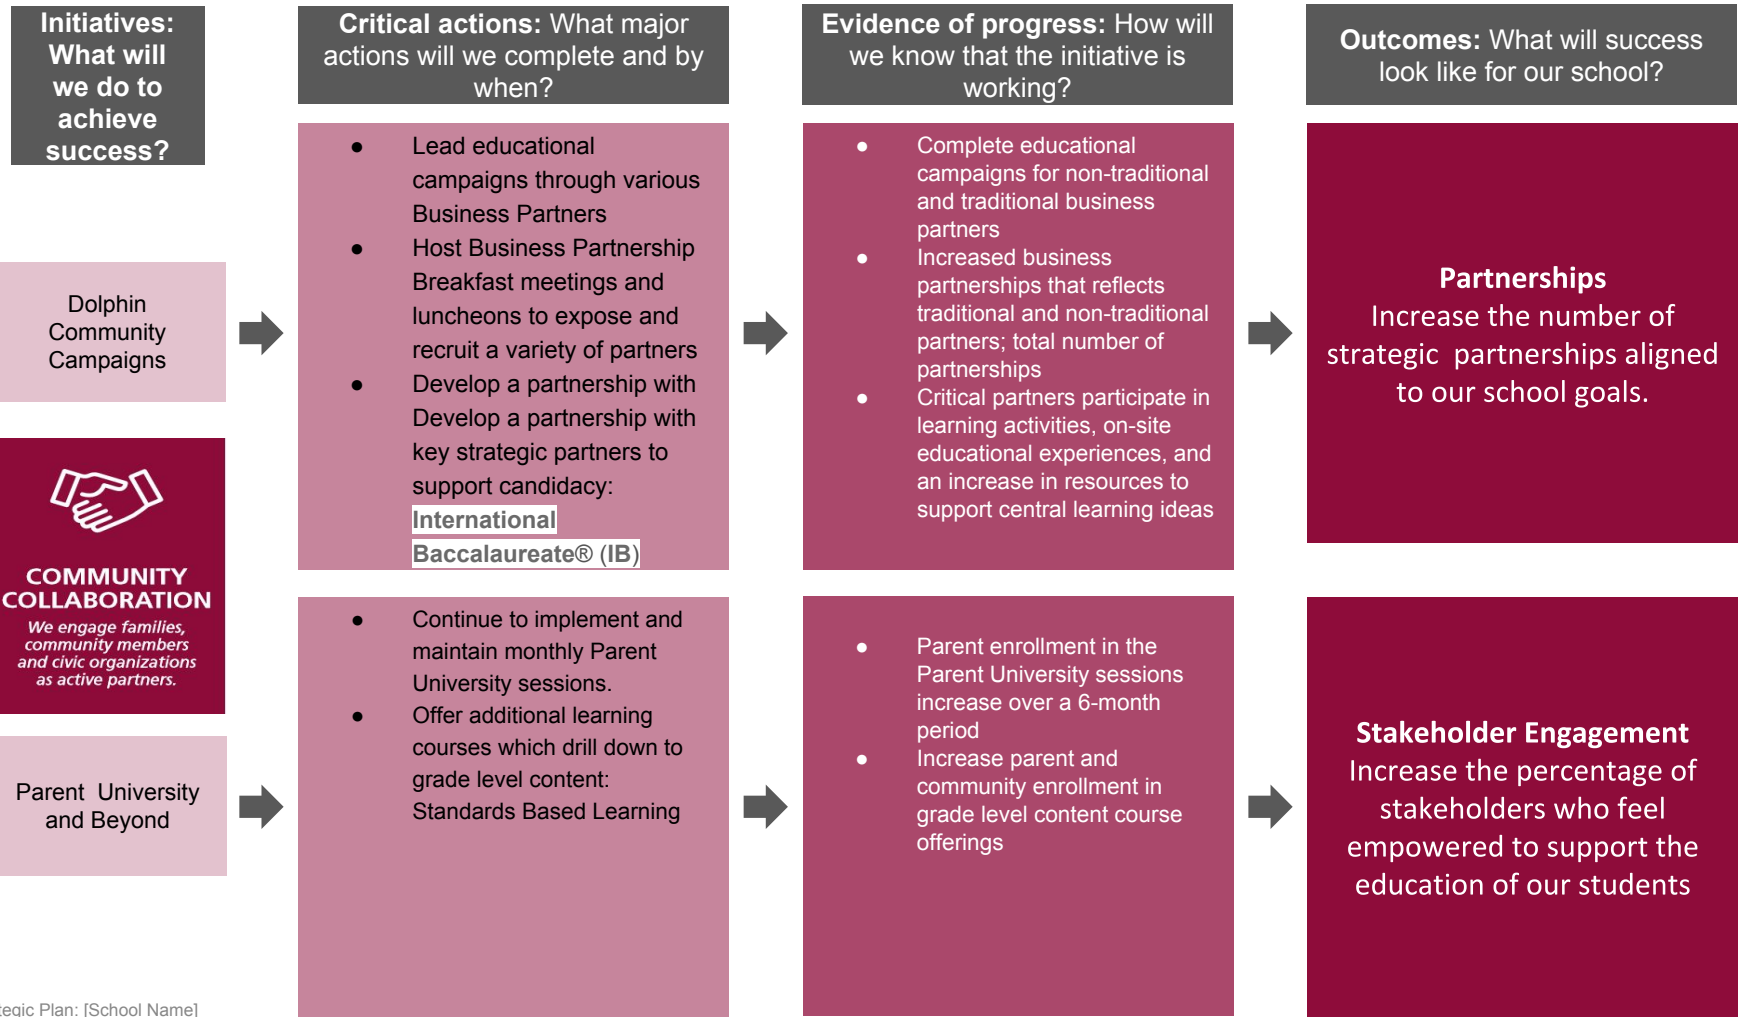 Initiatives:
What will
we do to
achieve
success?
Critical actions: What major
actions will we complete and by
when?
Evidence of progress: How will
we know that the initiative is
working?
Outcomes: What will success
look like for our school?
Dolphin
Community
Campaigns
● Lead educational
campaigns through various
Business Partners
● Host Business Partnership
Breakfast meetings and
luncheons to expose and
recruit a variety of partners
● Develop a partnership with
Develop a partnership with
key strategic partners to
support candidacy:
International
Baccalaureate® (IB)
● Complete educational
campaigns for non-traditional
and traditional business
partners
● Increased business
partnerships that reflects
traditional and non-traditional
partners; total number of
partnerships
● Critical partners participate in
learning activities, on-site
educational experiences, and
an increase in resources to
support central learning ideas
Partnerships
Increase the number of
strategic partnerships aligned
to our school goals.
COMMUNITY
COLLABORATION
We engage families,
community members
and civic organizations
as active partners.
Parent University
and Beyond
● Continue to implement and
maintain monthly Parent
University sessions.
● Offer additional learning
courses which drill down to
grade level content:
Standards Based Learning
● Parent enrollment in the
Parent University sessions
increase over a 6-month
period
● Increase parent and
community enrollment in
grade level content course
offerings
Stakeholder Engagement
Increase the percentage of
stakeholders who feel
empowered to support the
education of our students
tegic Plan: [School Name]